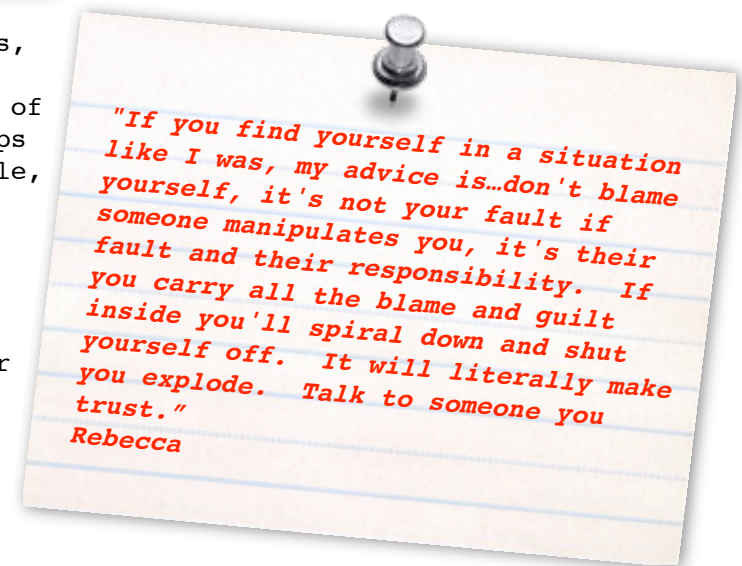 s,
of
ps
le,
r
"If you find yourself in a situation
like I was, my advice is…don't blame
yourself, it's not your fault if
someone manipulates you, it's their
fault and their responsibility.  If
you carry all the blame and guilt
inside you'll spiral down and shut
yourself off.  It will literally make
you explode.  Talk to someone you
trust.”
Rebecca